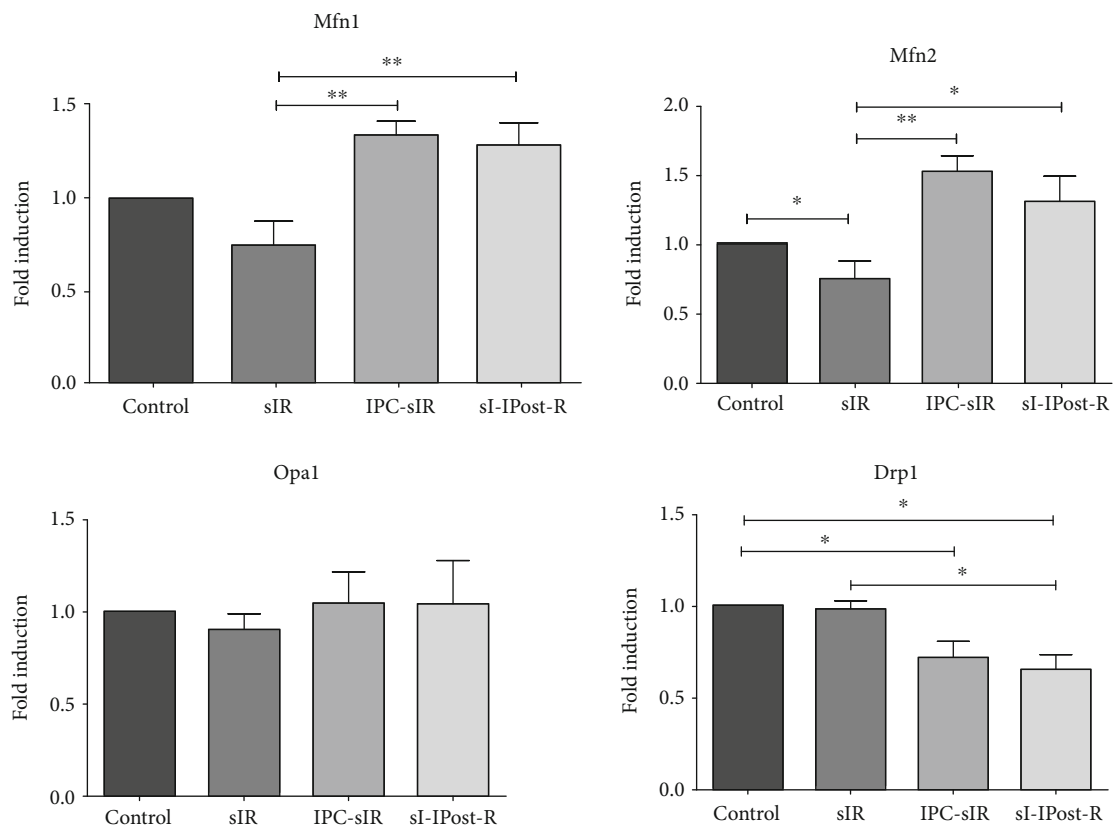 Mfn1
**
**
1.5
1.0
0.5
0.0
Fold induction
Control sIR IPC-sIR sI-IPost-R
Mfn2
*
**
*
2.0
1.5
1.0
0.5
0.0
Fold induction
Control sIR IPC-sIR sI-IPost-R
Opa1
1.5
1.0
0.5
0.0
Fold induction
Control sIR IPC-sIR sI-IPost-R
Drp1
*
*
*
1.5
1.0
0.5
0.0
Fold induction
Control sIR IPC-sIR sI-IPost-R